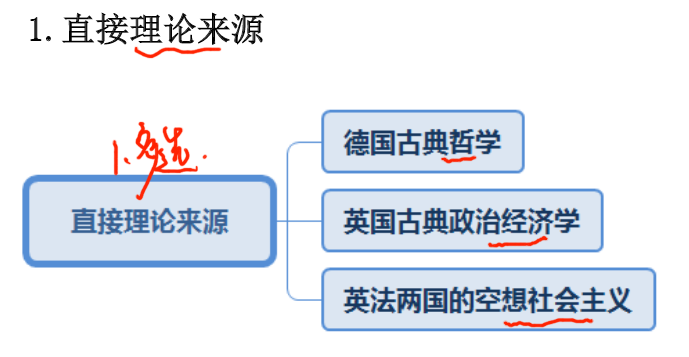 1. 直接理论来源
1. 多选.
德国古典哲学
直接理论来源
英国古典政治经济学
英法两国的空想社会主义